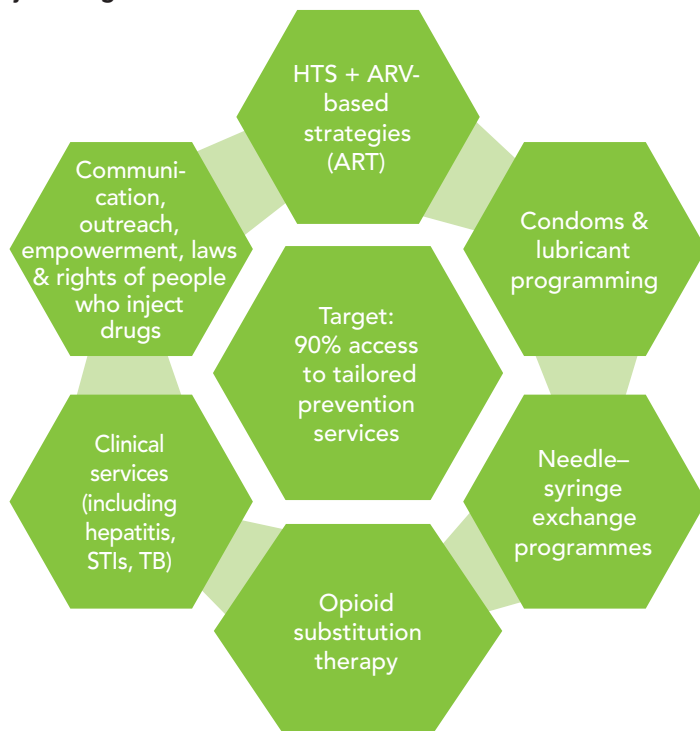 HTS + ARV-
based
strategies
(ART)
Communi-
cation,
outreach,
empowerment, laws
& rights of people
who inject
drugs
Condoms &
lubricant
programming
Target:
90% access
to tailored
prevention
services
Clinical
services
(including
hepatitis,
STIs, TB)
Needle–
syringe
exchange
programmes
Opioid
substitution
therapy